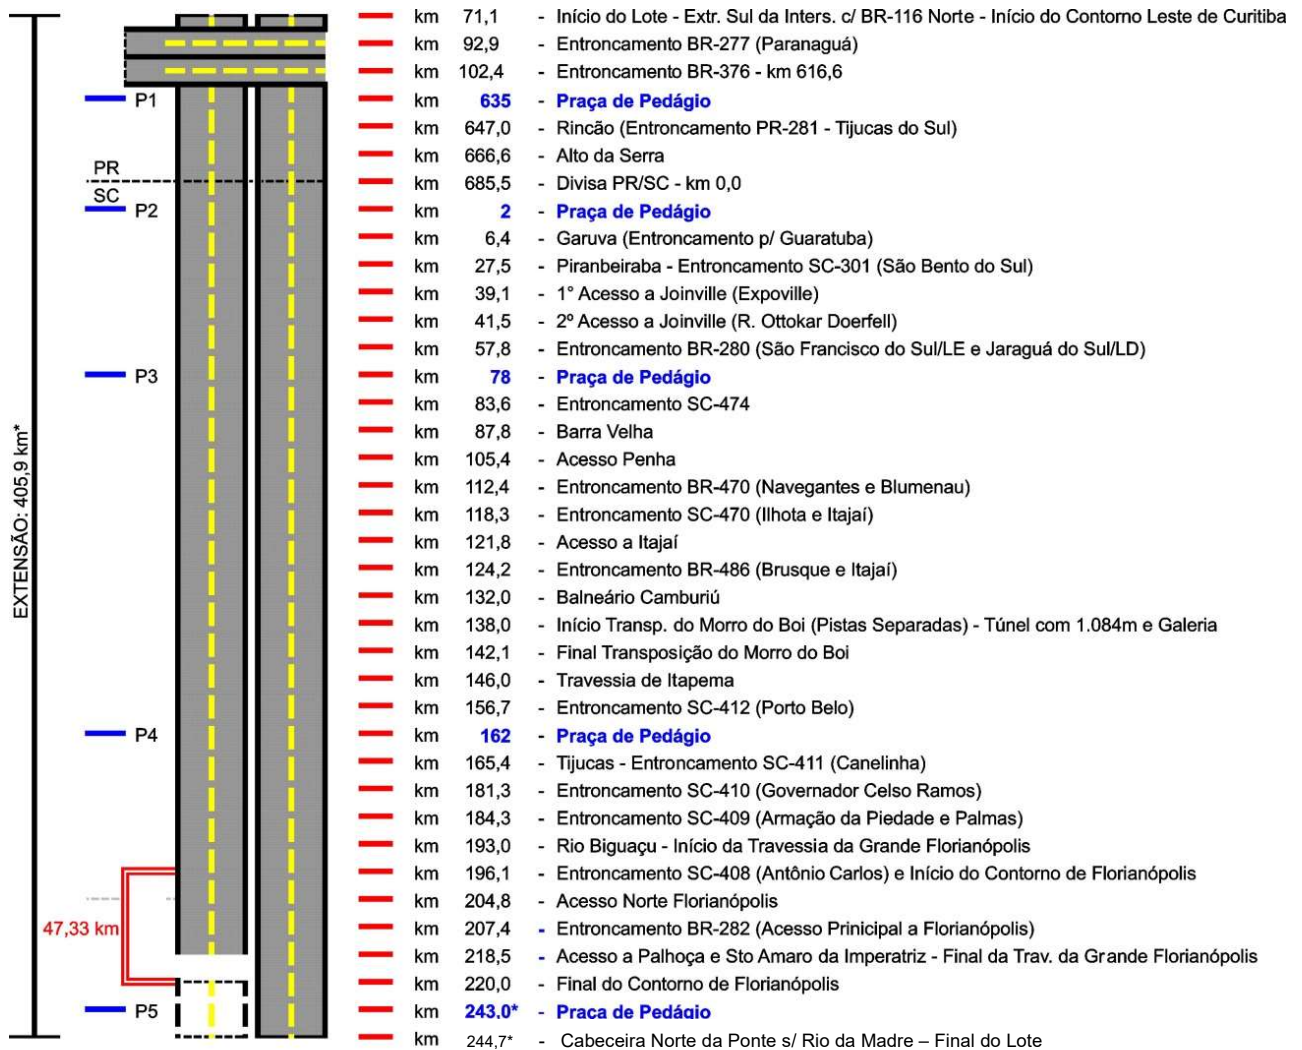 km 71,1 - Início do Lote - Extr. Sul da Inters. c/ BR-116 Norte - Início do Contorno Leste de Curitiba
km 92,9 - Entroncamento BR-277 (Paranaguá)
km 102,4 - Entroncamento BR-376 - km 616,6
P1 km 635 - Praça de Pedágio
km 647,0 - Rincão (Entroncamento PR-281 - Tijucas do Sul)
km 666,6 - Alto da Serra
PR
km 685,5 - Divisa PR/SC - km 0,0
SC
P2 km 2 - Praça de Pedágio
km 6,4 - Garuva (Entroncamento p/ Guaratuba)
km 27,5 - Piranbeiraba - Entroncamento SC-301 (São Bento do Sul)
km 39,1 - 1° Acesso a Joinville (Expoville)
km 41,5 - 2º Acesso a Joinville (R. Ottokar Doerfell)
km 57,8 - Entroncamento BR-280 (São Francisco do Sul/LE e Jaraguá do Sul/LD)
P3 km 78 - Praça de Pedágio
km 83,6 - Entroncamento SC-474
km 87,8 - Barra Velha
km 105,4 - Acesso Penha
km 112,4 - Entroncamento BR-470 (Navegantes e Blumenau)
km 118,3 - Entroncamento SC-470 (Ilhota e Itajaí)
EXTENSÃO: 405,9 km*
km 121,8 - Acesso a Itajaí
km 124,2 - Entroncamento BR-486 (Brusque e Itajaí)
km 132,0 - Balneário Camburiú
km 138,0 - Início Transp. do Morro do Boi (Pistas Separadas) - Túnel com 1.084m e Galeria
km 142,1 - Final Transposição do Morro do Boi
km 146,0 - Travessia de Itapema
km 156,7 - Entroncamento SC-412 (Porto Belo)
P4 km 162 - Praça de Pedágio
km 165,4 - Tijucas - Entroncamento SC-411 (Canelinha)
km 181,3 - Entroncamento SC-410 (Governador Celso Ramos)
km 184,3 - Entroncamento SC-409 (Armação da Piedade e Palmas)
km 193,0 - Rio Biguaçu - Início da Travessia da Grande Florianópolis
km 196,1 - Entroncamento SC-408 (Antônio Carlos) e Início do Contorno de Florianópolis
km 204,8 - Acesso Norte Florianópolis
47,33 km
km 207,4 - Entroncamento BR-282 (Acesso Prinicipal a Florianópolis)
km 218,5 - Acesso a Palhoça e Sto Amaro da Imperatriz - Final da Trav. da Grande Florianópolis
km 220,0 - Final do Contorno de Florianópolis
P5 km 243.0* - Praça de Pedágio
km 244,7* - Cabeceira Norte da Ponte s/ Rio da Madre – Final do Lote